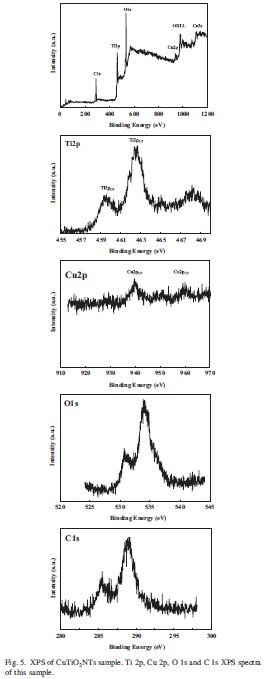 O1s
OKLL
Cu2s
Ti2p
Cu2p
C1s
Intensity (a.u.)
0 200 400 600 800 1000 1200
Binding Energy (eV)
Ti2p
Ti2p1/2
Ti2p3/2
Intensity (a.u.)
455 457 459 461 463 465 467 469
Binding Energy (eV)
Cu2p
Cu2p3/2
Cu2p1/2
Intensity (a.u.)
910 920 930 940 950 960 970
Binding Energy (eV)
O1s
Intensity (a.u.)
520 525 530 535 540 545
Binding Energy (eV)
C1s
Intensity (a.u.)
280 285 290 295 300
Binding Energy (eV)
Fig. 5. XPS of CuTiO2NTs sample. Ti 2p, Cu 2p, O 1s and C 1s XPS spectra
of this sample.